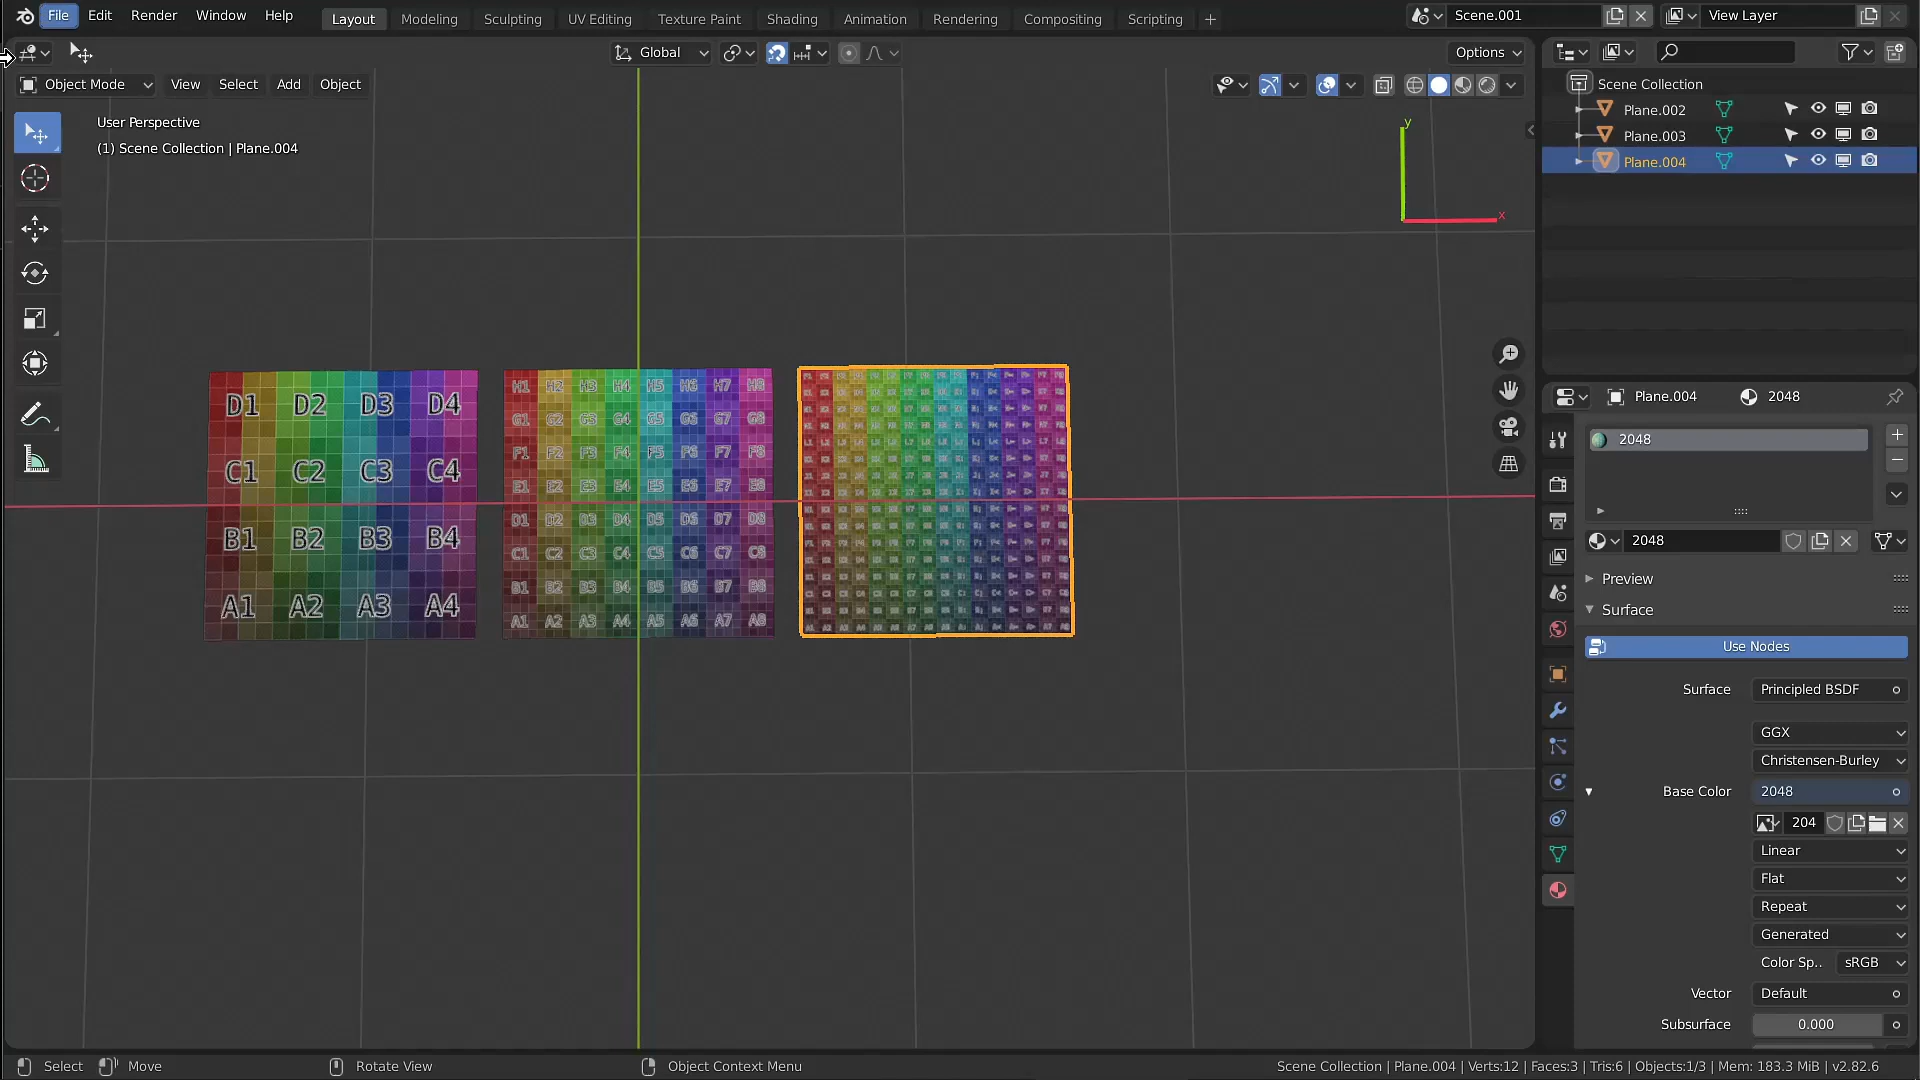 File Edit Render Window Help Layout Modeling Sculpting UV Editing Texture Paint Shading Animation Rendering Compositing Scripting + Scene.001 View Layer
Global Options
Object Mode View Select Add Object
User Perspective
(1) Scene Collection | Plane.004
y
x
D1 D2 D3 D4
C1 C2 C3 C4
B1 B2 B3 B4
A1 A2 A3 A4
H1 H2 H3 H4 H5 H6 H7 H8
G1 G2 G3 G4 G5 G6 G7 G8
F1 F2 F3 F4 F5 F6 F7 F8
E1 E2 E3 E4 E5 E6 E7 E8
D1 D2 D3 D4 D5 D6 D7 D8
C1 C2 C3 C4 C5 C6 C7 C8
B1 B2 B3 B4 B5 B6 B7 B8
A1 A2 A3 A4 A5 A6 A7 A8
Scene Collection
Plane.002
Plane.003
Plane.004
Plane.004 2048
2048
2048
Preview
Surface
Use Nodes
Surface Principled BSDF
GGX
Christensen-Burley
Base Color 2048
204
Linear
Flat
Repeat
Generated
Color Sp.. sRGB
Vector Default
Subsurface 0.000
Select Move Rotate View Object Context Menu Scene Collection | Plane.004 | Verts:12 | Faces:3 | Tris:6 | Objects:1/3 | Mem: 183.3 MiB | v2.82.6